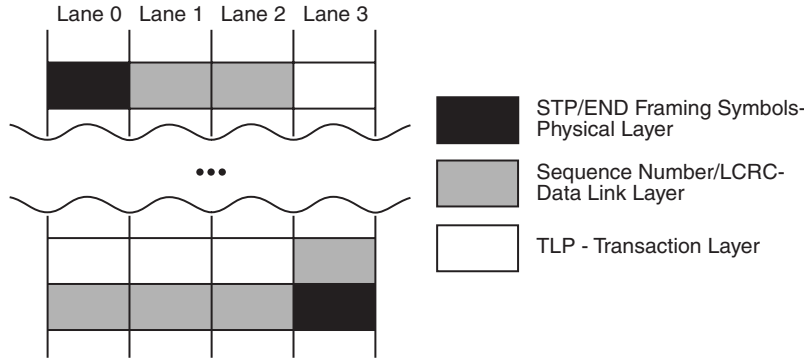 Lane 0 Lane 1 Lane 2 Lane 3
STP/END Framing Symbols-
Physical Layer
Sequence Number/LCRC-
Data Link Layer
TLP - Transaction Layer